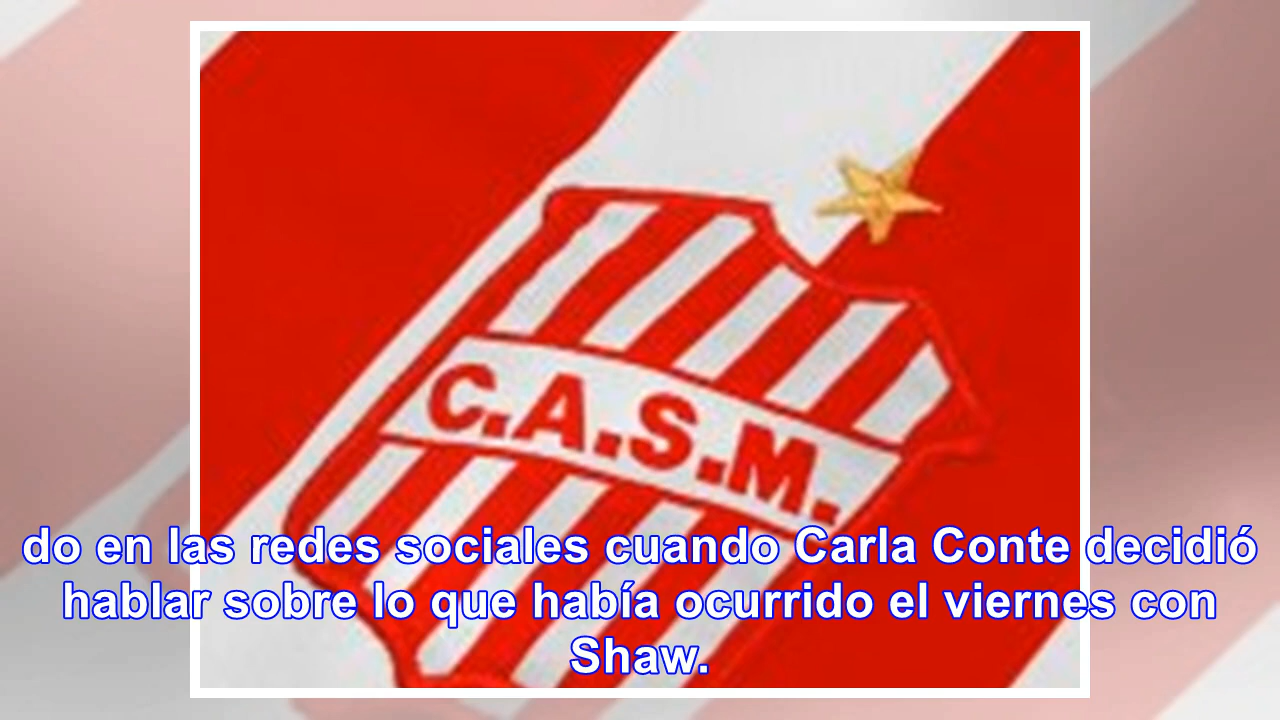 C.A.S.M.
do en las redes sociales cuando Carla Conte decidió
hablar sobre lo que había ocurrido el viernes con
Shaw.